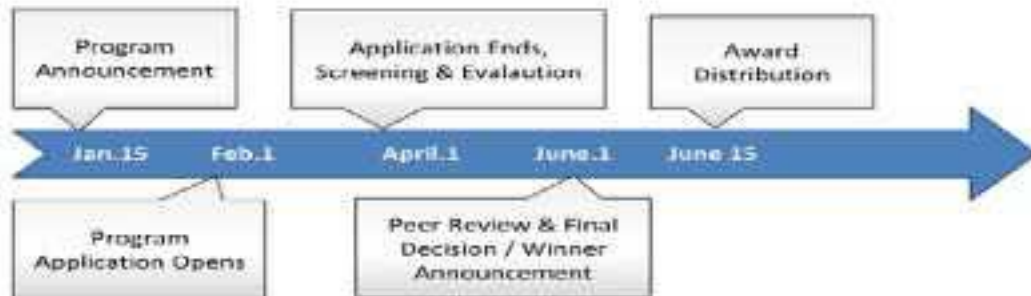 Program
Announcement
Application Ends,
Screening & Evalaution
Award
Distribution
Jan.15 Feb.1 April.1 June.1 June 15
Program
Application Opens
Peer Review & Final
Decision / Winner
Announcement